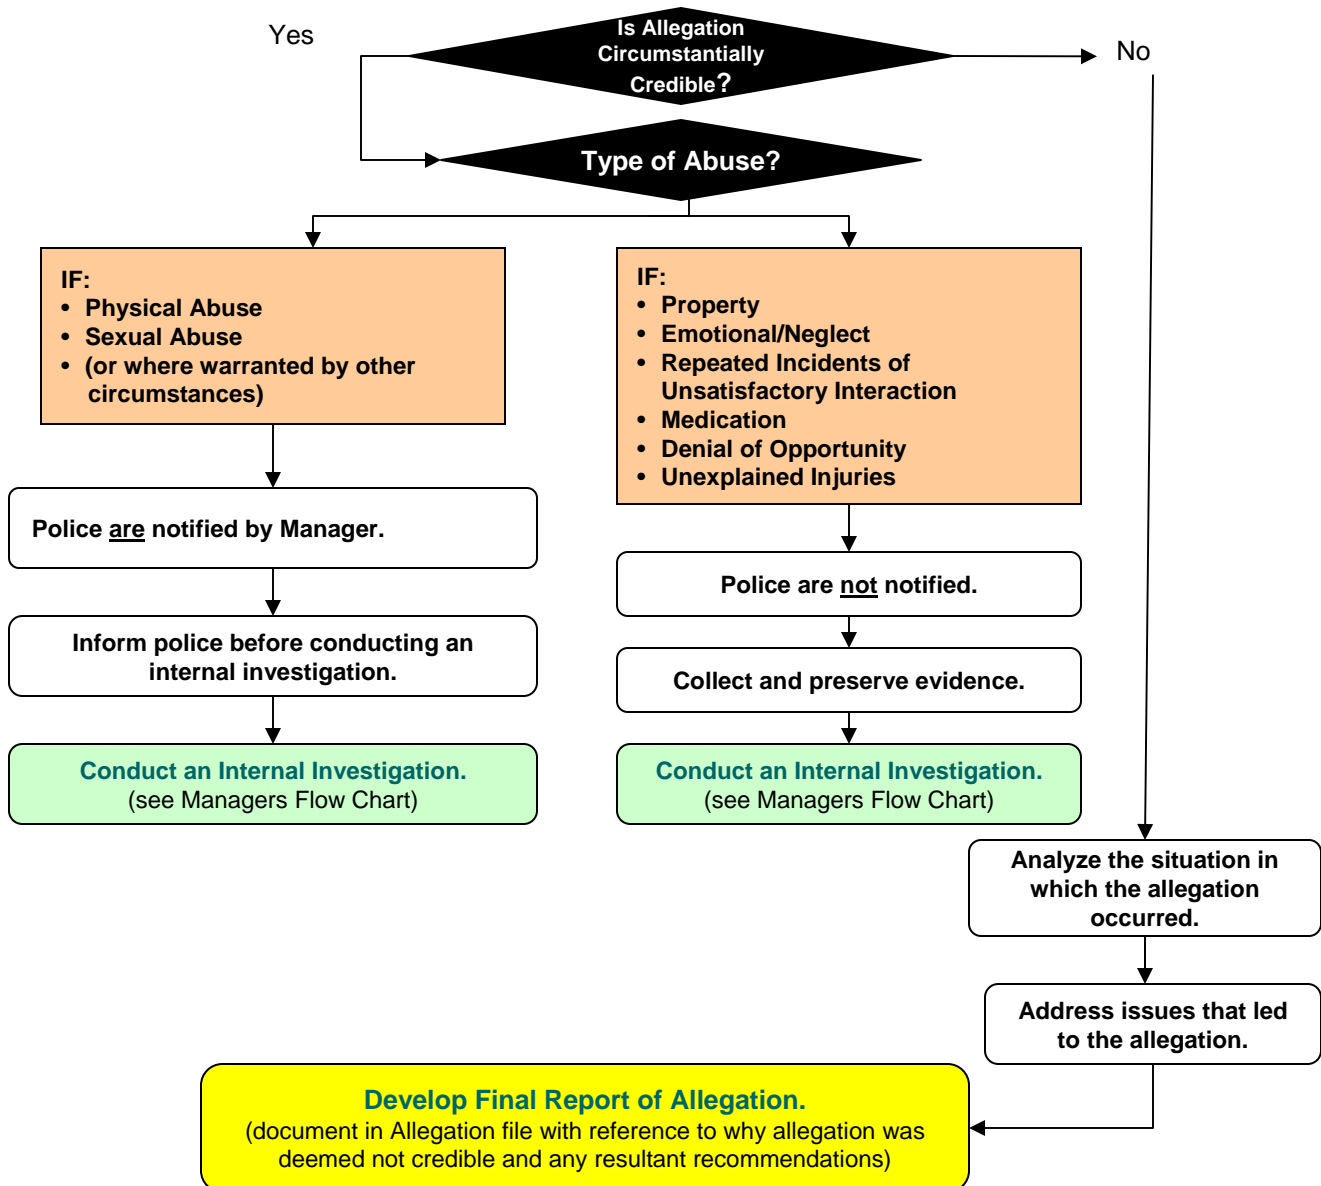 Yes
Is Allegation
Circumstantially
Credible?
No
Type of Abuse?
IF:
• Physical Abuse
• Sexual Abuse
• (or where warranted by other
circumstances)
IF:
• Property
• Emotional/Neglect
• Repeated Incidents of
Unsatisfactory Interaction
• Medication
• Denial of Opportunity
• Unexplained Injuries
Police are notified by Manager.
Police are not notified.
Inform police before conducting an
internal investigation.
Collect and preserve evidence.
Conduct an Internal Investigation.
(see Managers Flow Chart)
Conduct an Internal Investigation.
(see Managers Flow Chart)
Analyze the situation in
which the allegation
occurred.
Address issues that led
to the allegation.
Develop Final Report of Allegation.
(document in Allegation file with reference to why allegation was
deemed not credible and any resultant recommendations)